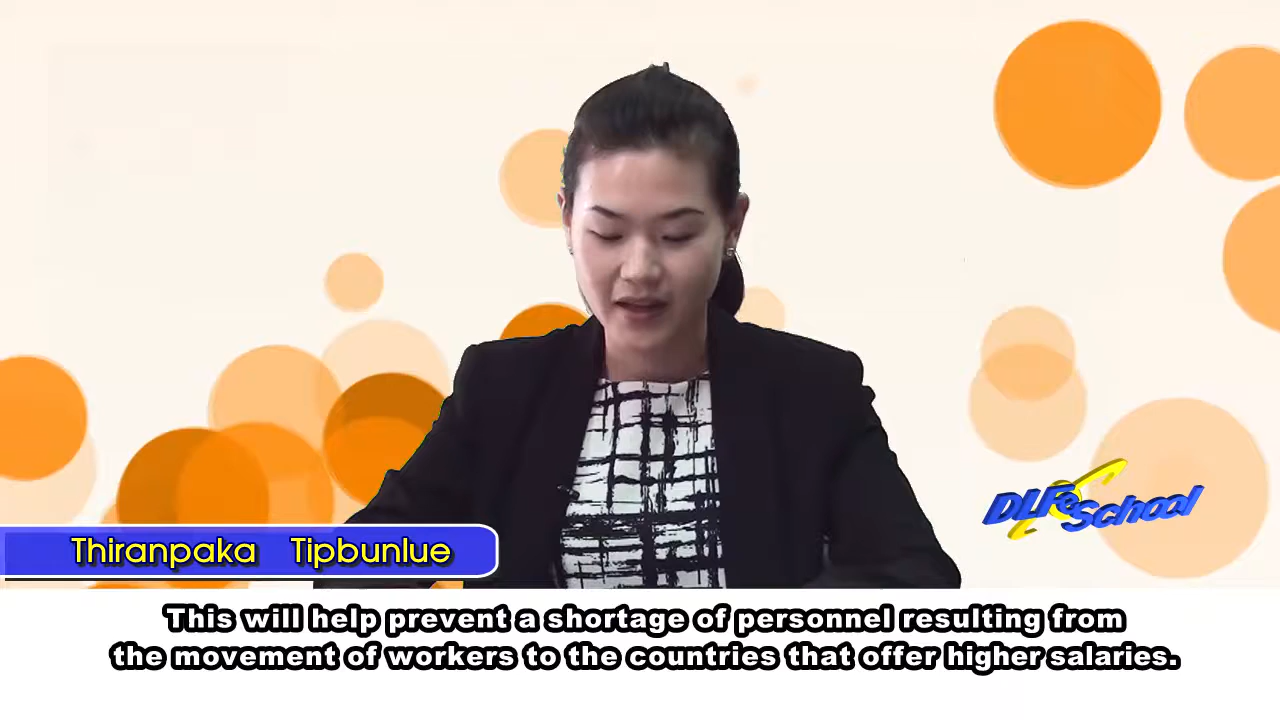 DLFeSchool
Thiranpaka Tipbunlue
This will help prevent a shortage of personnel resulting from
the movement of workers to the countries that offer higher salaries.